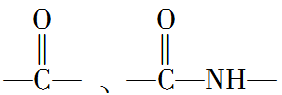 O O
—C— 、 —C—NH—